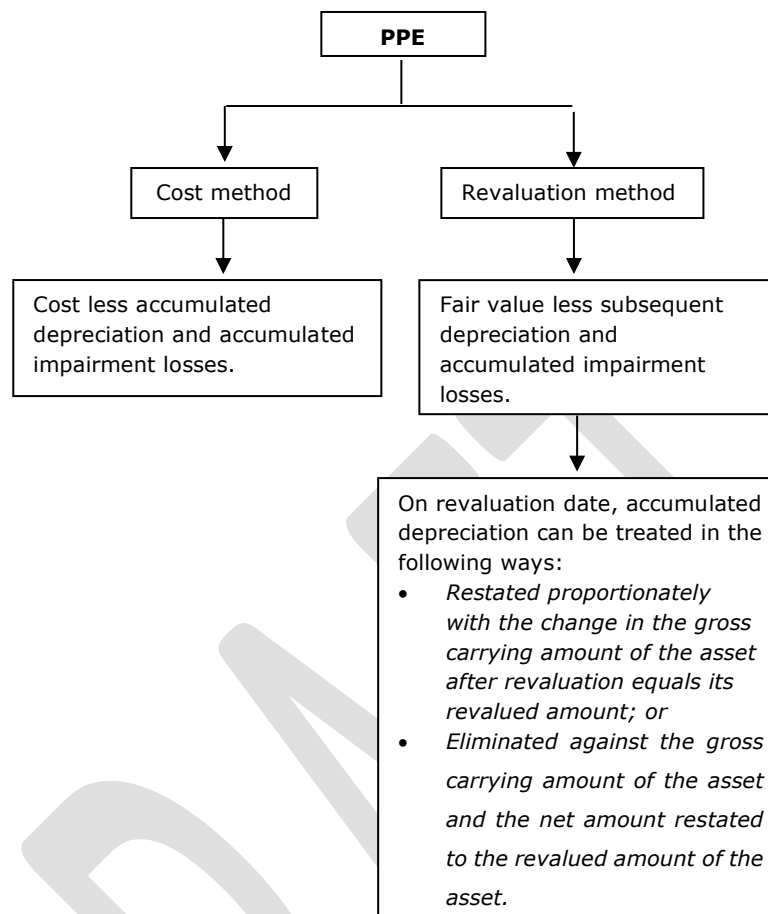 PPE
Cost method
Revaluation method
Cost less accumulated
depreciation and accumulated
impairment losses.
Fair value less subsequent
depreciation and
accumulated impairment
losses.
On revaluation date, accumulated
depreciation can be treated in the
following ways:
• Restated proportionately
with the change in the gross
carrying amount of the asset
after revaluation equals its
revalued amount; or
• Eliminated against the gross
carrying amount of the asset
and the net amount restated
to the revalued amount of the
asset.